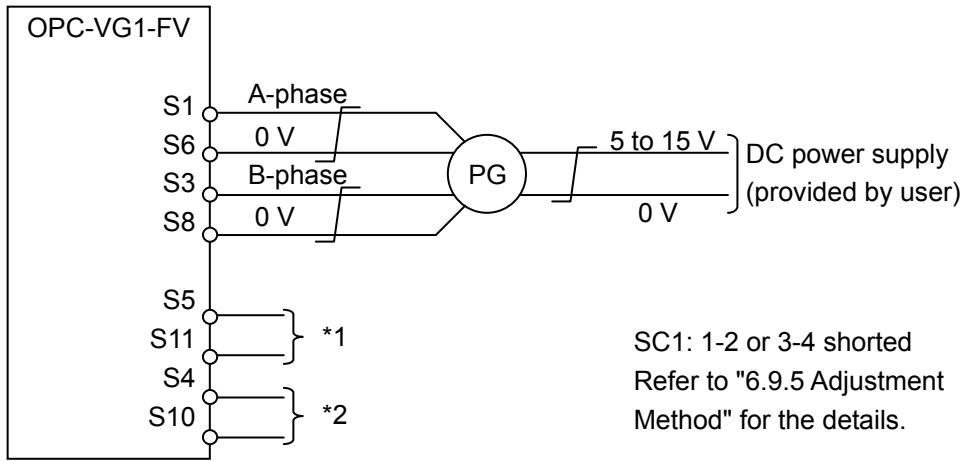 OPC-VG1-FV
S1 A-phase
S6 0 V
S3 B-phase
S8 0 V
PG
5 to 15 V
0 V
DC power supply
(provided by user)
S5
S11 *1
S4
S10 *2
SC1: 1-2 or 3-4 shorted
Refer to "6.9.5 Adjustment
Method" for the details.